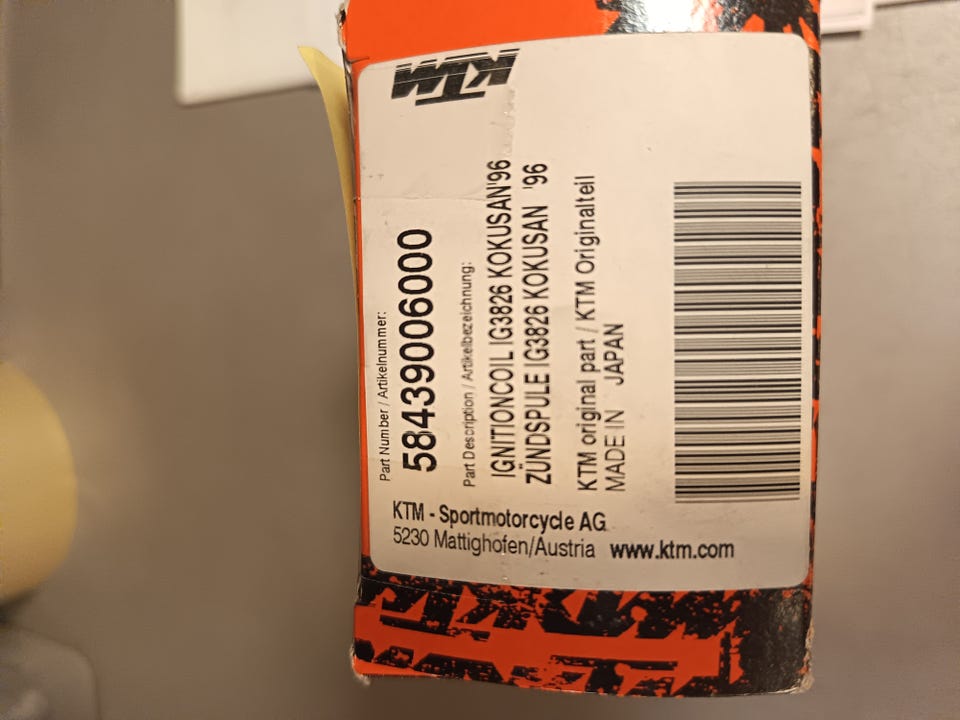 KTM
Part Number / Artikelnummer:
58439006000
Part Description / Artikelbezeichnung:
IGNITIONCOIL IG3826 KOKUSAN'96
ZÜNDSPULE IG3826 KOKUSAN '96
KTM original part / KTM Originalteil
MADE IN JAPAN
KTM - Sportmotorcycle AG
5230 Mattighofen/Austria www.ktm.com
KTM